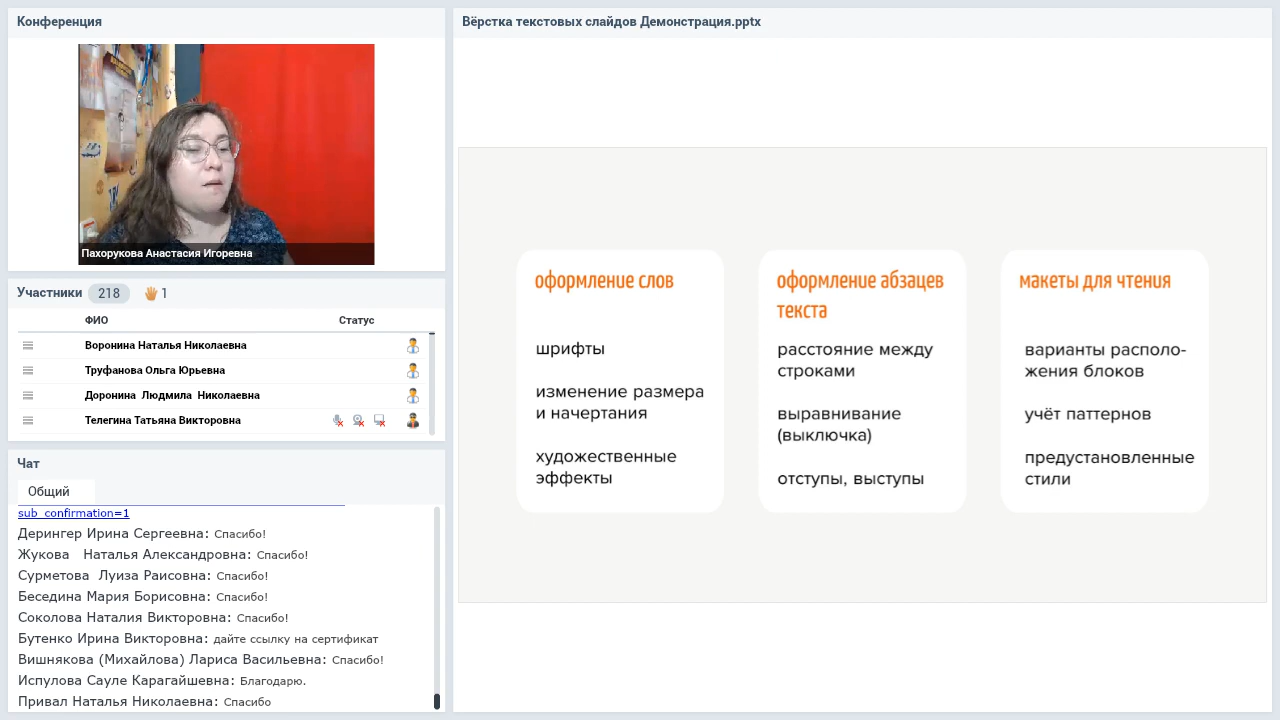 Конференция
Пахорукова Анастасия Игоревна
Участники 218 1
ФИО Статус
Воронина Наталья Николаевна
Труфанова Ольга Юрьевна
Доронина Людмила Николаевна
Телегина Татьяна Викторовна
Чат
Общий
sub_confirmation=1
Дерингер Ирина Сергеевна: Спасибо!
Жукова Наталья Александровна: Спасибо!
Сурметова Луиза Раисовна: Спасибо!
Беседина Мария Борисовна: Спасибо!
Соколова Наталия Викторовна: Спасибо!
Бутенко Ирина Викторовна: дайте ссылку на сертификат
Вишнякова (Михайлова) Лариса Васильевна: Спасибо!
Испулова Сауле Карагайшевна: Благодарю.
Привал Наталья Николаевна: Спасибо
Вёрстка текстовых слайдов Демонстрация.pptx
оформление слов
шрифты
изменение размера
и начертания
художественные
эффекты
оформление абзацев
текста
расстояние между
строками
выравнивание
(выключка)
отступы, выступы
макеты для чтения
варианты располо-
жения блоков
учёт паттернов
предустановленные
стили